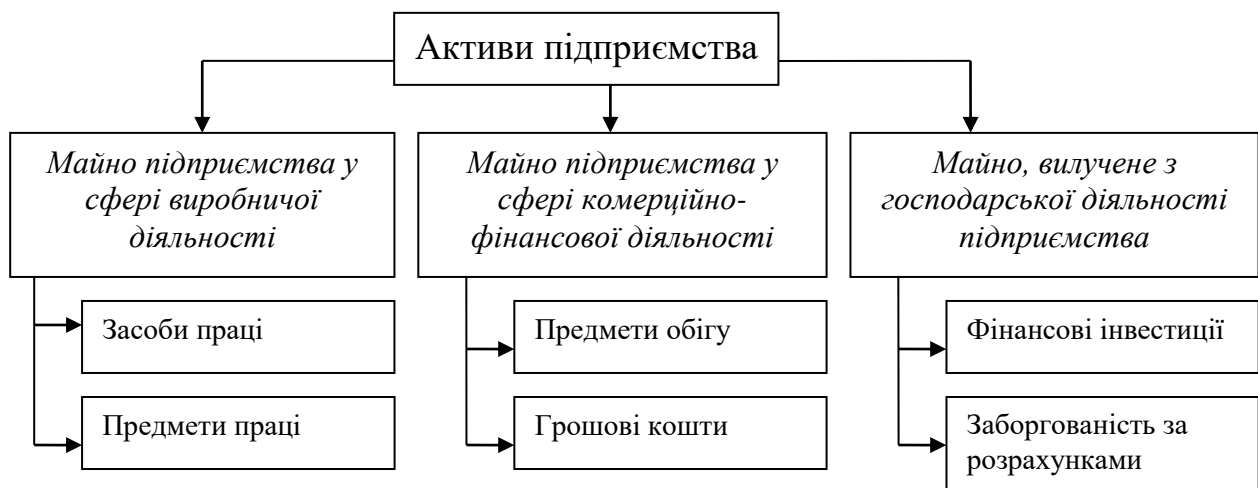 Активи підприємства
Майно підприємства у
сфері виробничої
діяльності
Засоби праці
Предмети праці
Майно підприємства у
сфері комерційно-
фінансової діяльності
Предмети обігу
Грошові кошти
Майно, вилучене з
господарської діяльності
підприємства
Фінансові інвестиції
Заборгованість за
розрахунками